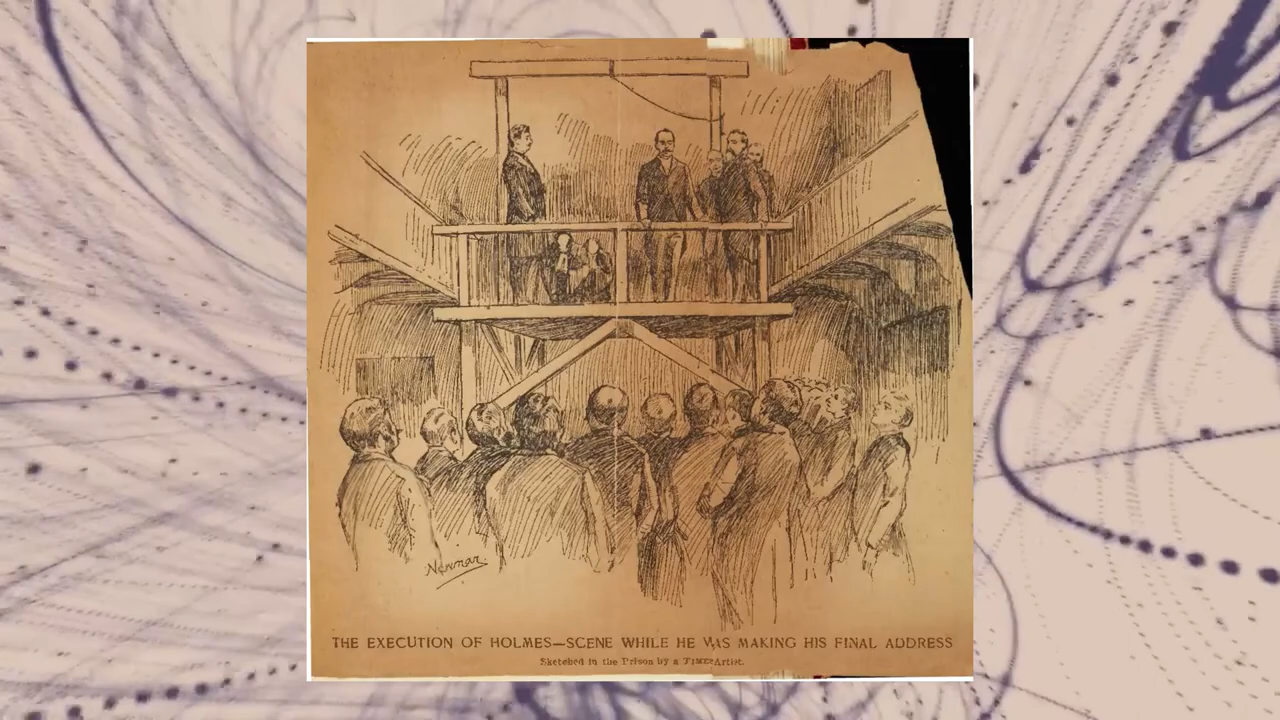 Newman
THE EXECUTION OF HOLMES—SCENE WHILE HE WAS MAKING HIS FINAL ADDRESS
Sketched in the Prison by a TIMES Artist.